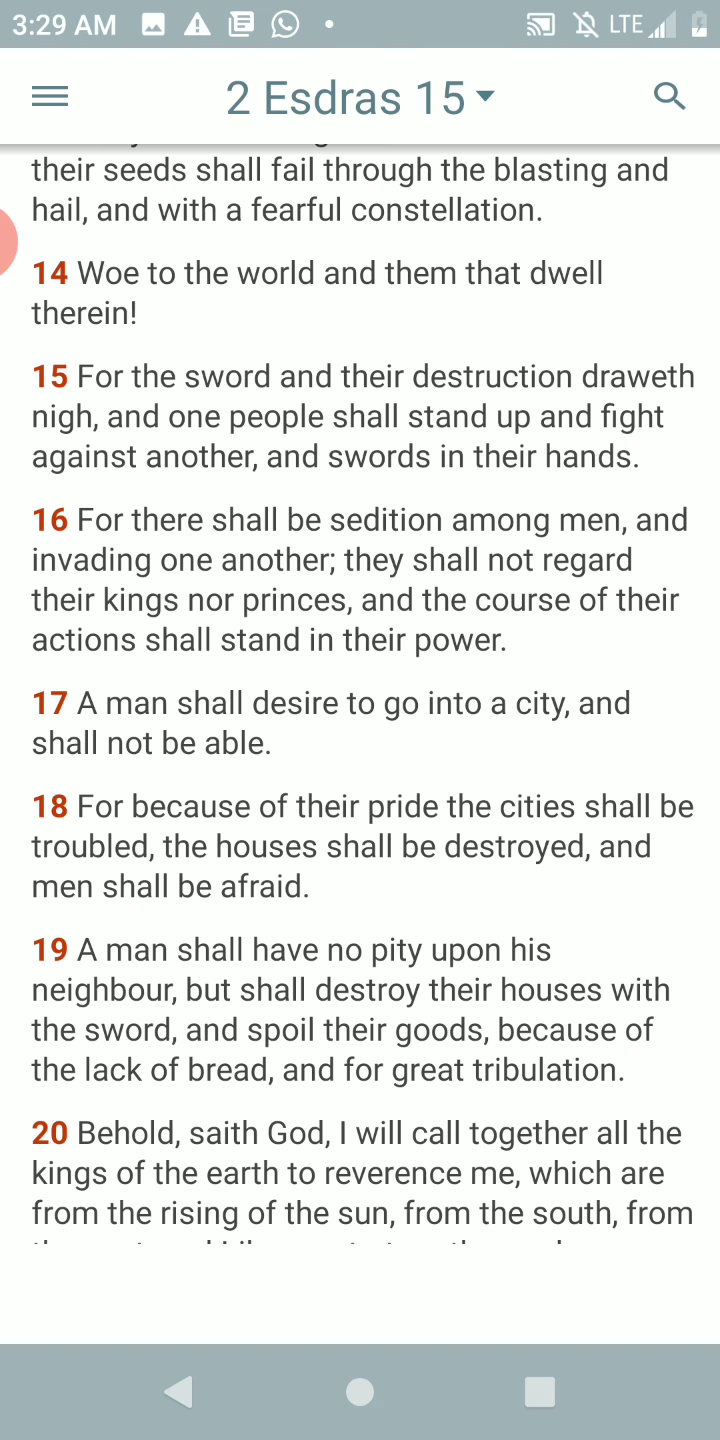 3:29 AM
LTE
2 Esdras 15
their seeds shall fail through the blasting and
hail, and with a fearful constellation.
14 Woe to the world and them that dwell
therein!
15 For the sword and their destruction draweth
nigh, and one people shall stand up and fight
against another, and swords in their hands.
16 For there shall be sedition among men, and
invading one another; they shall not regard
their kings nor princes, and the course of their
actions shall stand in their power.
17 A man shall desire to go into a city, and
shall not be able.
18 For because of their pride the cities shall be
troubled, the houses shall be destroyed, and
men shall be afraid.
19 A man shall have no pity upon his
neighbour, but shall destroy their houses with
the sword, and spoil their goods, because of
the lack of bread, and for great tribulation.
20 Behold, saith God, I will call together all the
kings of the earth to reverence me, which are
from the rising of the sun, from the south, from